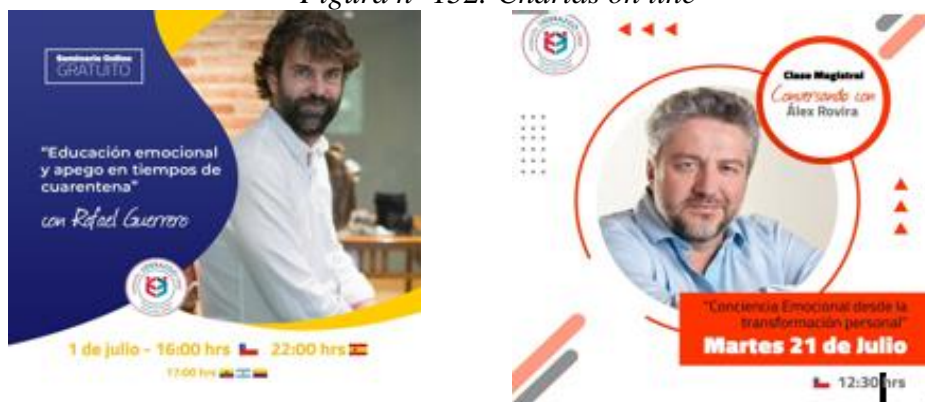 Figura n° 132: Charlas on line
Seminario Online
GRATUITO
"Educación emocional
y apego en tiempos de
cuarentena"
con Rafael Guerrero
1 de julio - 16:00 hrs 22:00 hrs
17:00 hrs
Clase Magistral
Conversando con
Álex Rovira
"Conciencia Emocional desde la
transformación personal"
Martes 21 de Julio
12:30 hrs